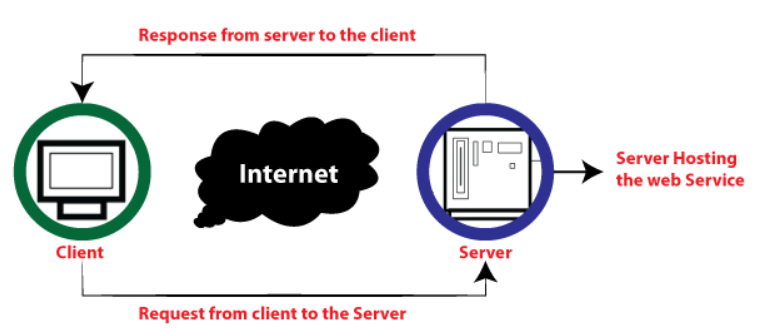 Response from server to the client
Internet
Server Hosting
the web Service
Client
Server
Request from client to the Server